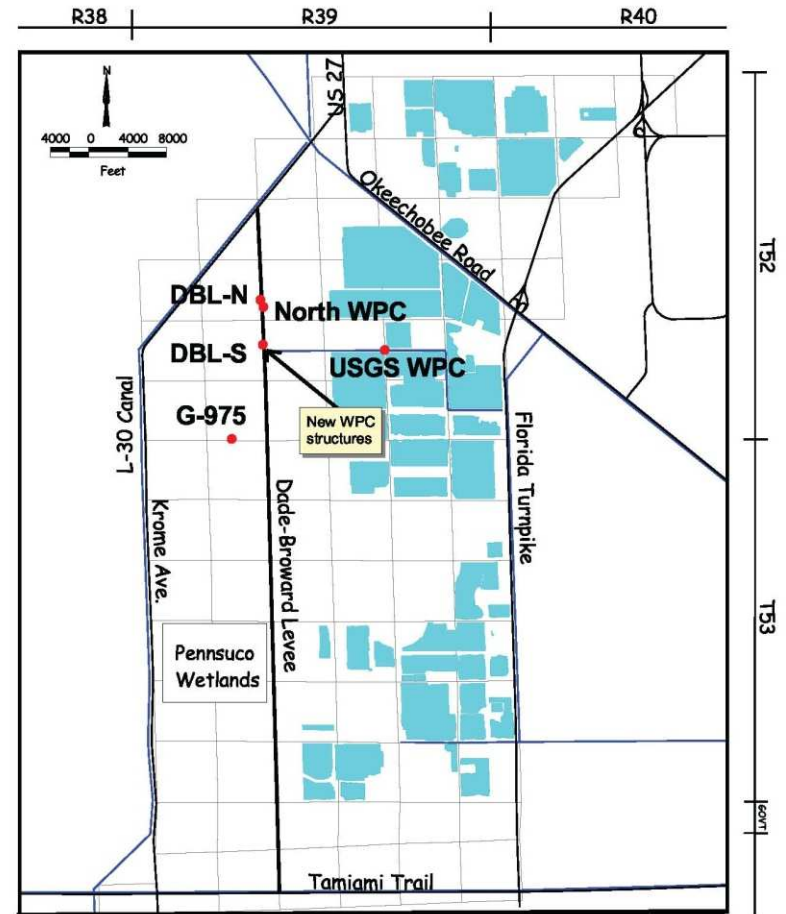 R38
R39
R40
N
4000 0 4000 8000
Feet
US 27
Okeechobee Road
T52
DBL-N
North WPC
DBL-S
USGS WPC
New WPC
structures
G-975
L-30 Canal
Krome Ave.
Dade-Broward Levee
Florida Turnpike
T53
Pennsuco
Wetlands
GOVT
Tamiami Trail